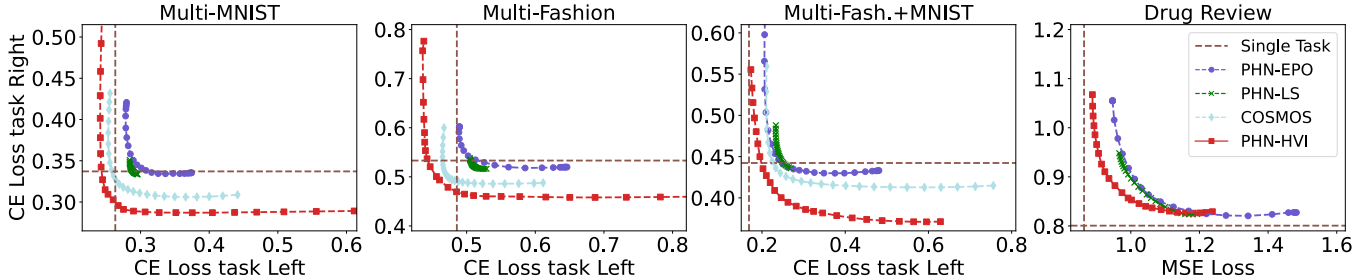 Multi-MNIST
Multi-Fashion
Multi-Fash.+MNIST
Drug Review
CE Loss task Right
0.50
0.45
0.40
0.35
0.30
0.3
0.4
0.5
0.6
CE Loss task Left
0.8
0.7
0.6
0.5
0.4
0.5
0.6
0.7
0.8
CE Loss task Left
0.60
0.55
0.50
0.45
0.40
0.2
0.4
0.6
0.8
CE Loss task Left
1.2
1.1
1.0
0.9
0.8
1.0
1.2
1.4
1.6
MSE Loss
Single Task
PHN-EPO
PHN-LS
COSMOS
PHN-HVI